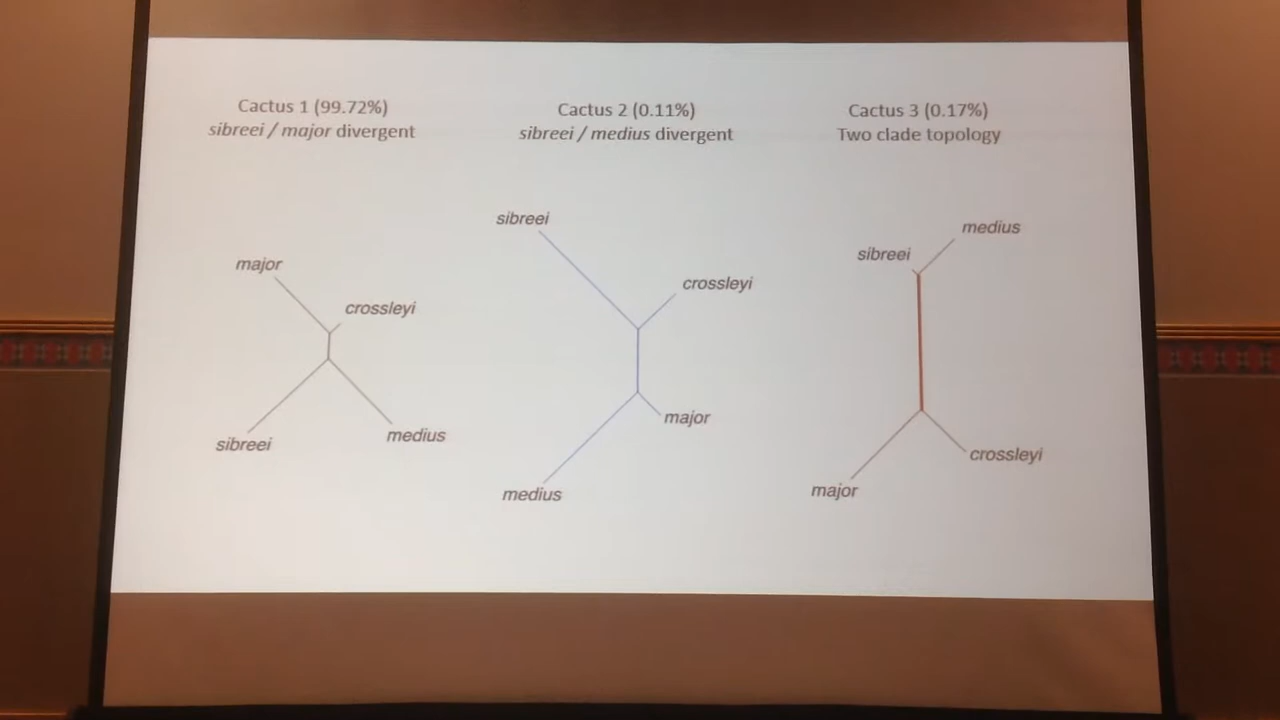 Cactus 1 (99.72%)
sibreei / major divergent
major
crossleyi
sibreei
medius
Cactus 2 (0.11%)
sibreei / medius divergent
sibreei
crossleyi
major
medius
Cactus 3 (0.17%)
Two clade topology
medius
sibreei
crossleyi
major